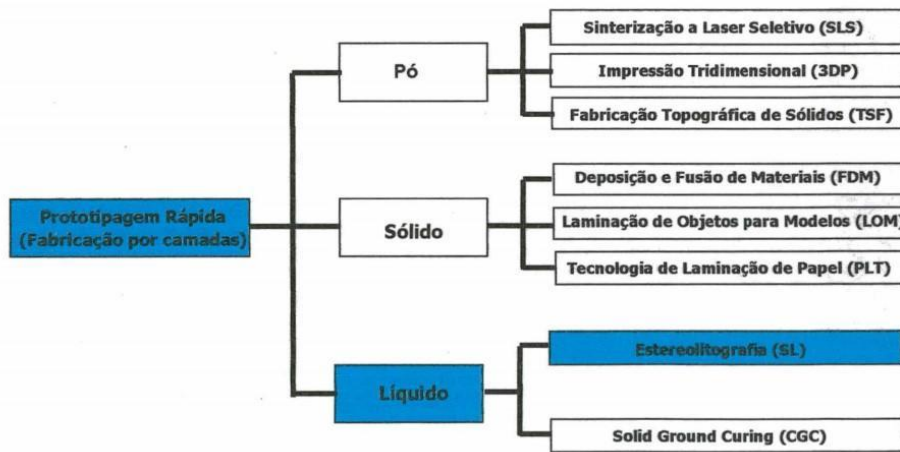 Sinterização a Laser Seletivo (SLS)
Pó
Impressão Tridimensional (3DP)
Fabricação Topográfica de Sólidos (TSF)
Prototipagem Rápida
(Fabricação por camadas)
Deposição e Fusão de Materiais (FDM)
Sólido
Laminação de Objetos para Modelos (LOM)
Tecnologia de Laminação de Papel (PLT)
Líquido
Estereolitografia (SL)
Solid Ground Curing (CGC)